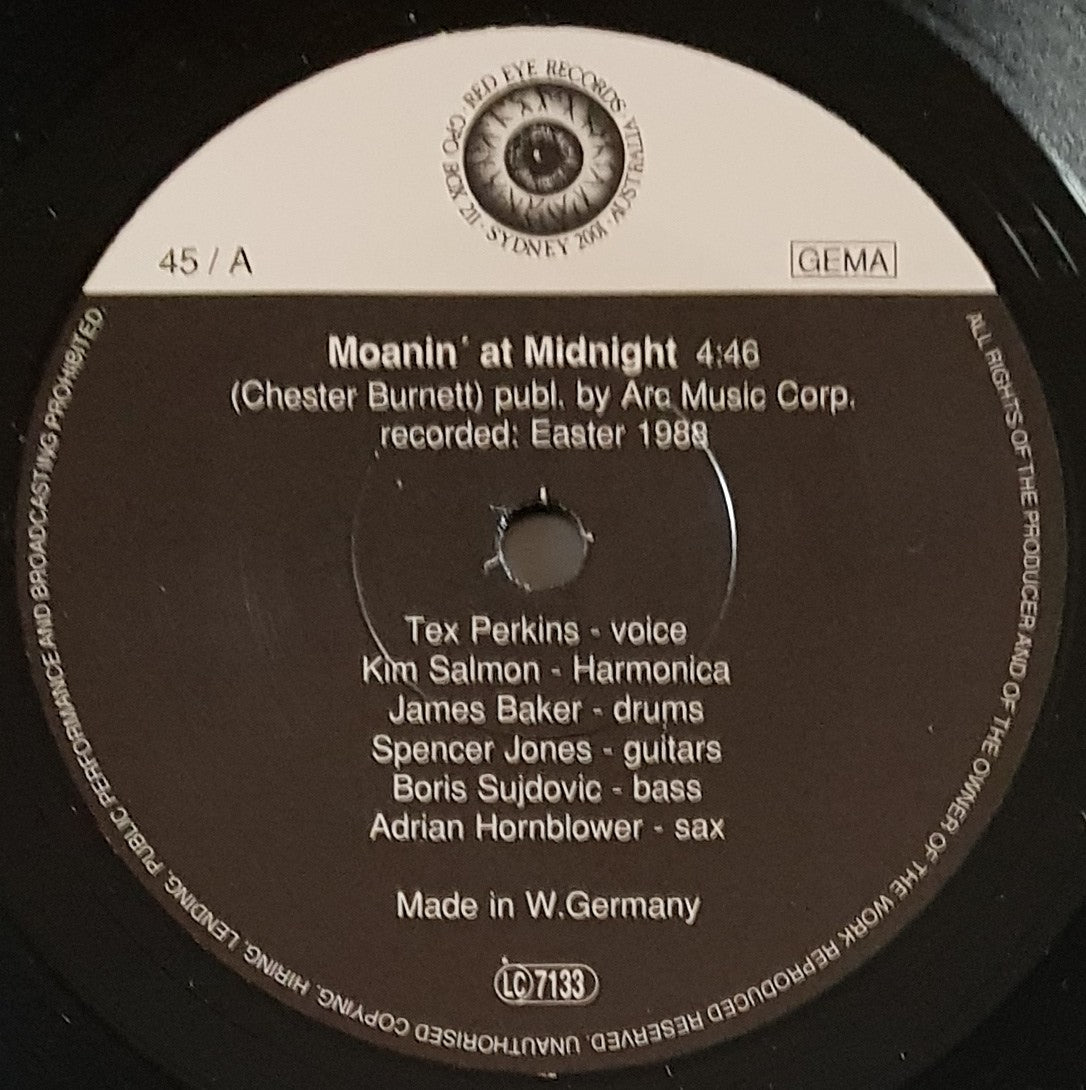 RED EYE RECORDS · AUSTRALIA · SYDNEY 2001 · GPO BOX 211 ·
45 / A
GEMA
Moanin´ at Midnight 4:46
(Chester Burnett) publ. by Arc Music Corp.
recorded: Easter 1988
Tex Perkins - voice
Kim Salmon - Harmonica
James Baker - drums
Spencer Jones - guitars
Boris Sujdovic - bass
Adrian Hornblower - sax
Made in W.Germany
LC 7133
ALL RIGHTS OF THE PRODUCER AND OF THE OWNER OF THE WORK REPRODUCED RESERVED. UNAUTHORISED COPYING, HIRING, LENDING, PUBLIC PERFORMANCE AND BROADCASTING PROHIBITED